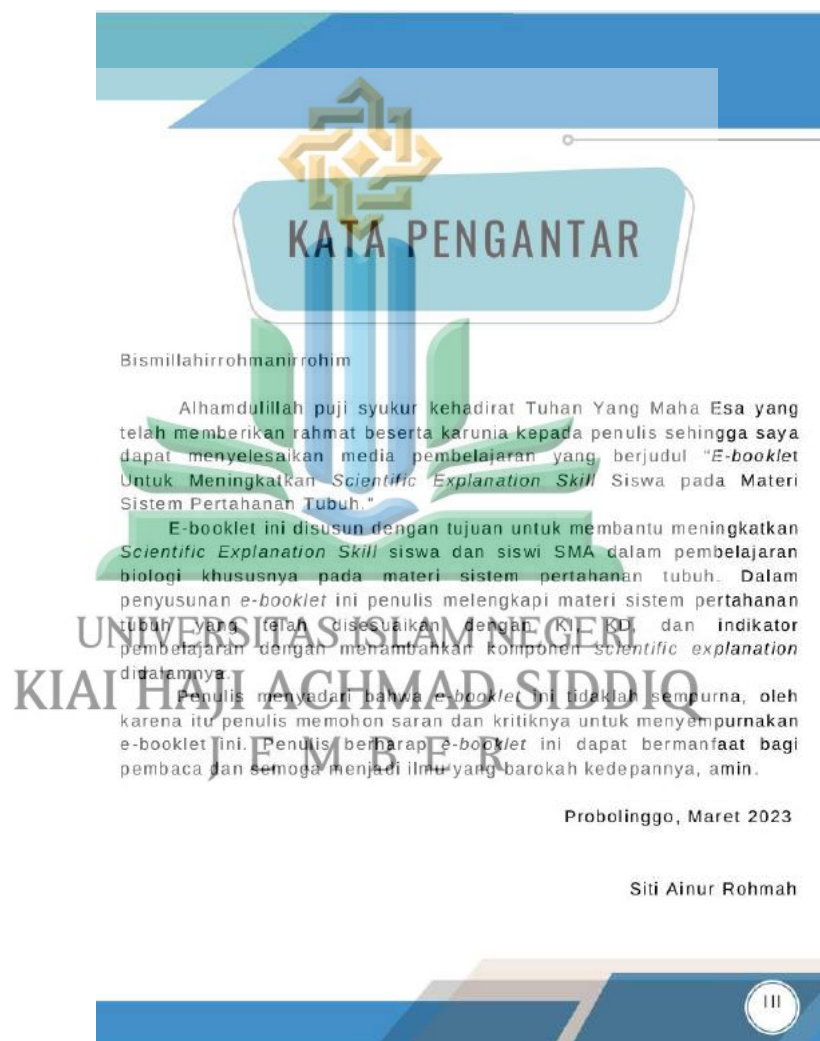 KATA PENGANTAR
Bismillahirrohmanirrohim
Alhamdulillah puji syukur kehadirat Tuhan Yang Maha Esa yang
telah memberikan rahmat beserta karunia kepada penulis sehingga saya
dapat menyelesaikan media pembelajaran yang berjudul "E-booklet
Untuk Meningkatkan Scientific Explanation Skill Siswa pada Materi
Sistem Pertahanan Tubuh."
E-booklet ini disusun dengan tujuan untuk membantu meningkatkan
Scientific Explanation Skill siswa dan siswi SMA dalam pembelajaran
biologi khususnya pada materi sistem pertahanan tubuh. Dalam
penyusunan e-booklet ini penulis melengkapi materi sistem pertahanan
tubuh yang telah disesuaikan dengan KI, KD, dan indikator
pembelajaran dengan menambahkan komponen scientific explanation
didalamnya.
Penulis menyadari bahwa e-booklet ini tidaklah sempurna, oleh
karena itu penulis memohon saran dan kritiknya untuk menyempurnakan
e-booklet ini. Penulis berharap e-booklet ini dapat bermanfaat bagi
pembaca dan semoga menjadi ilmu yang barokah kedepannya, amin.
Probolinggo, Maret 2023
Siti Ainur Rohmah
III
UNIVERSITAS ISLAM NEGERI
KIAI HAJI ACHMAD SIDDIQ
JEMBER